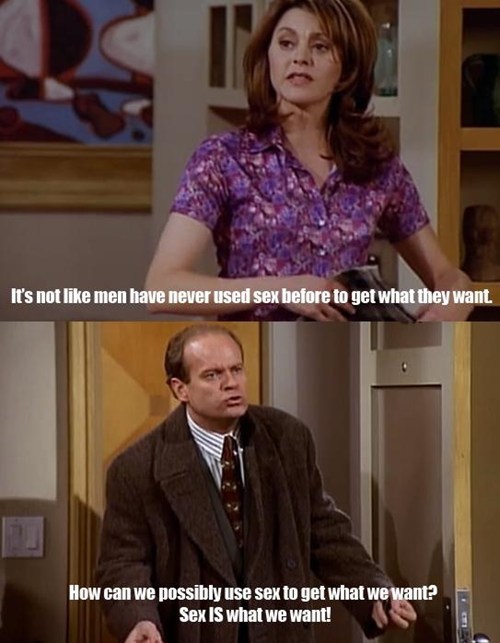 It's not like men have never used sex before to get what they want.
How can we possibly use sex to get what we want?
Sex IS what we want!